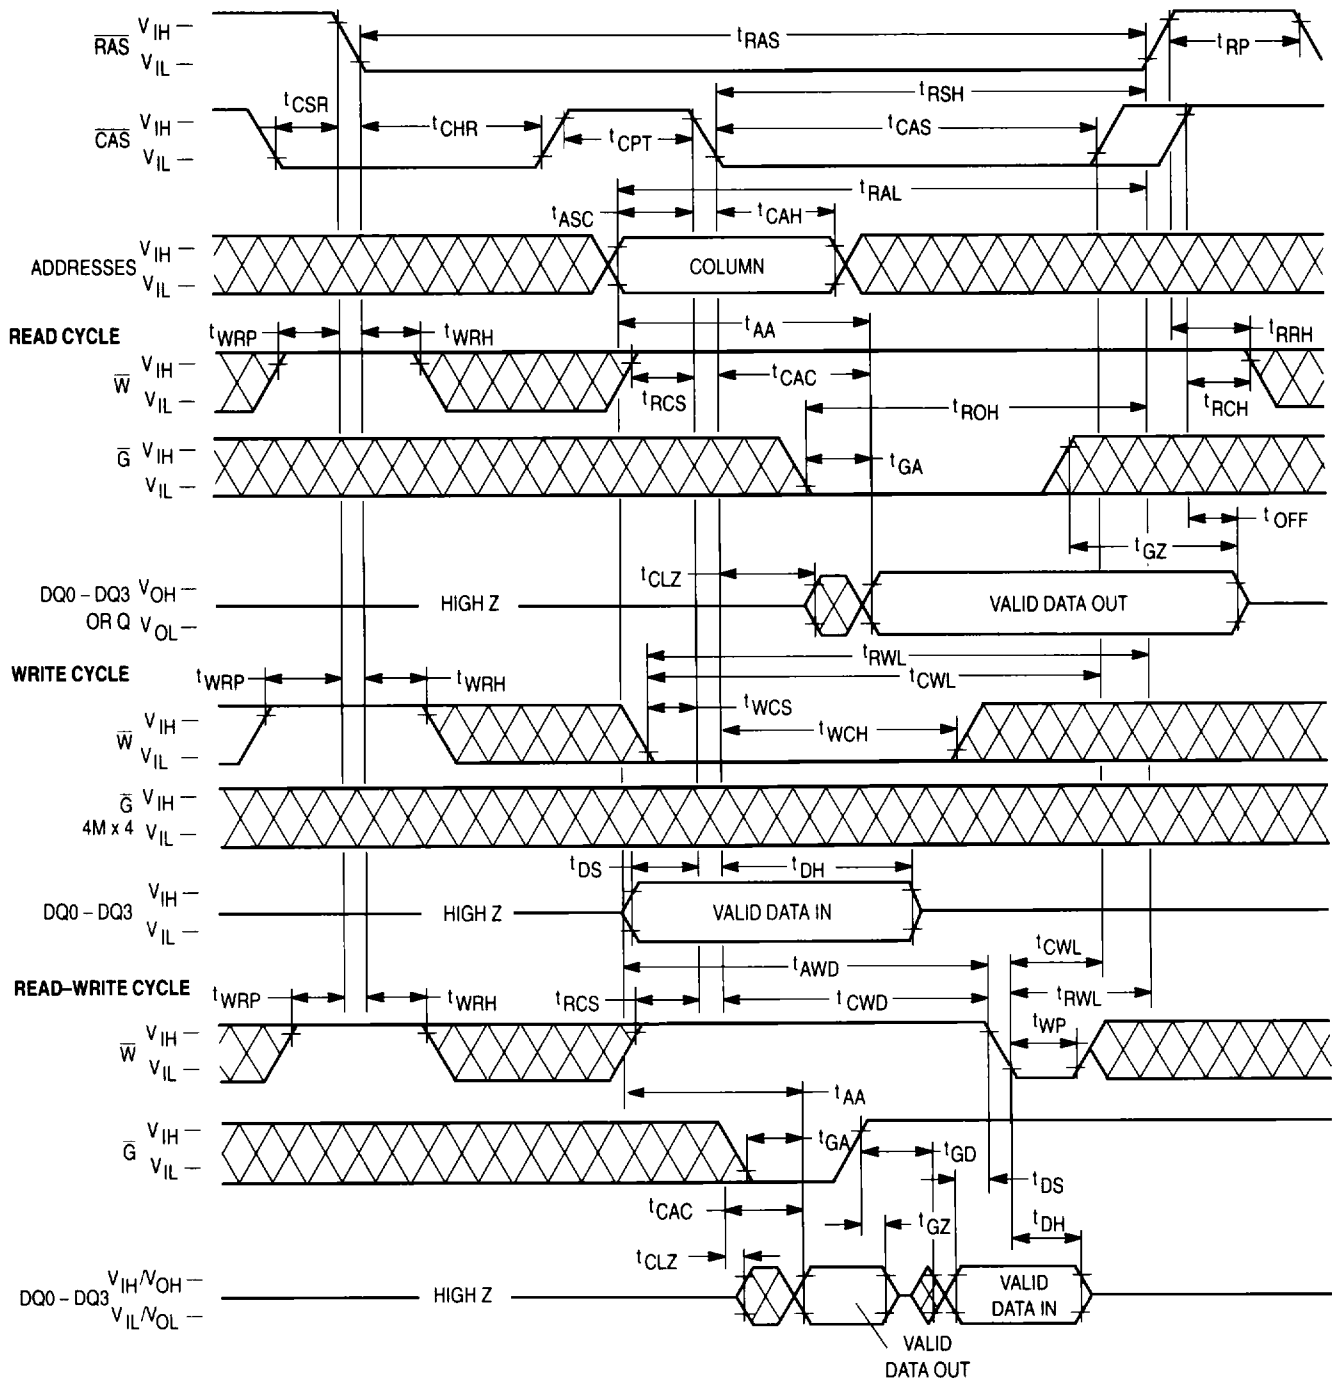 RAS VIH
VIL
tRAS
tRP
tRSH
CAS VIH
VIL
tCSR
tCHR
tCPT
tCAS
tRAL
tASC
tCAH
ADDRESSES VIH
VIL
COLUMN
READ CYCLE
tWRP
tWRH
tAA
tRRH
W VIH
VIL
tRCS
tCAC
tRCH
tROH
G VIH
VIL
tGA
tOFF
tGZ
tCLZ
DQ0 – DQ3 VOH
OR Q VOL
HIGH Z
VALID DATA OUT
tRWL
WRITE CYCLE
tWRP
tWRH
tCWL
tWCS
W VIH
VIL
tWCH
G VIH
4M x 4 VIL
tDS
tDH
DQ0 – DQ3 VIH
VIL
HIGH Z
VALID DATA IN
tCWL
tAWD
READ–WRITE CYCLE
tWRP
tWRH
tRCS
tCWD
tRWL
W VIH
VIL
tWP
tAA
G VIH
VIL
tGA
tGD
tDS
tCAC
tGZ
tDH
tCLZ
DQ0 – DQ3 VIH/VOH
VIL/VOL
HIGH Z
VALID
DATA IN
VALID
DATA OUT